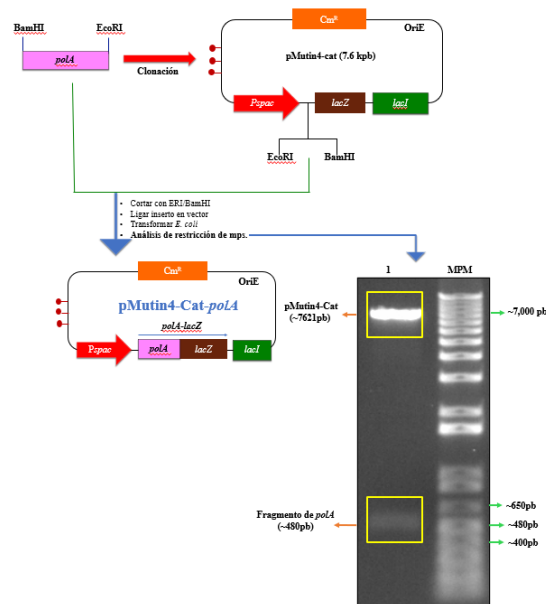 BamHI
EcoRI
polA
Clonación
Cmᴿ
OriE
pMutin4-cat (7.6 kpb)
Pspac
lacZ
lacI
EcoRI
BamHI
• Cortar con ERI/BamHI
• Ligar inserto en vector
• Transformar E. coli
• Análisis de restricción de mps.
Cmᴿ
OriE
pMutin4-Cat-polA
polA-lacZ
Pspac
polA
lacZ
lacI
1
MPM
pMutin4-Cat
(~7621pb)
~7,000 pb
Fragmento de polA
(~480pb)
~650pb
~480pb
~400pb